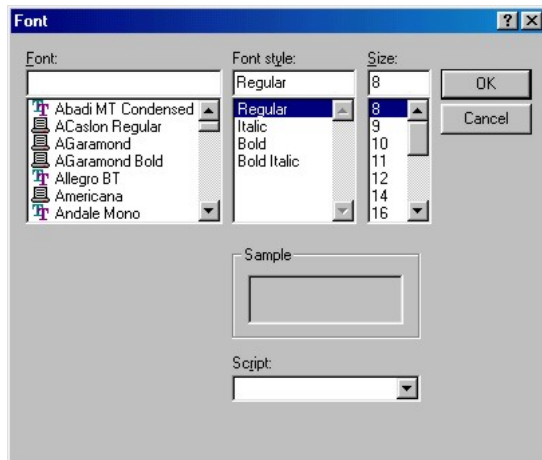 Font
Font:
Abadi MT Condensed
ACaslon Regular
AGaramond
AGaramond Bold
Allegro BT
Americana
Andale Mono
Font style:
Regular
Regular
Italic
Bold
Bold Italic
Size:
8
8
9
10
11
12
14
16
OK
Cancel
Sample
Script: